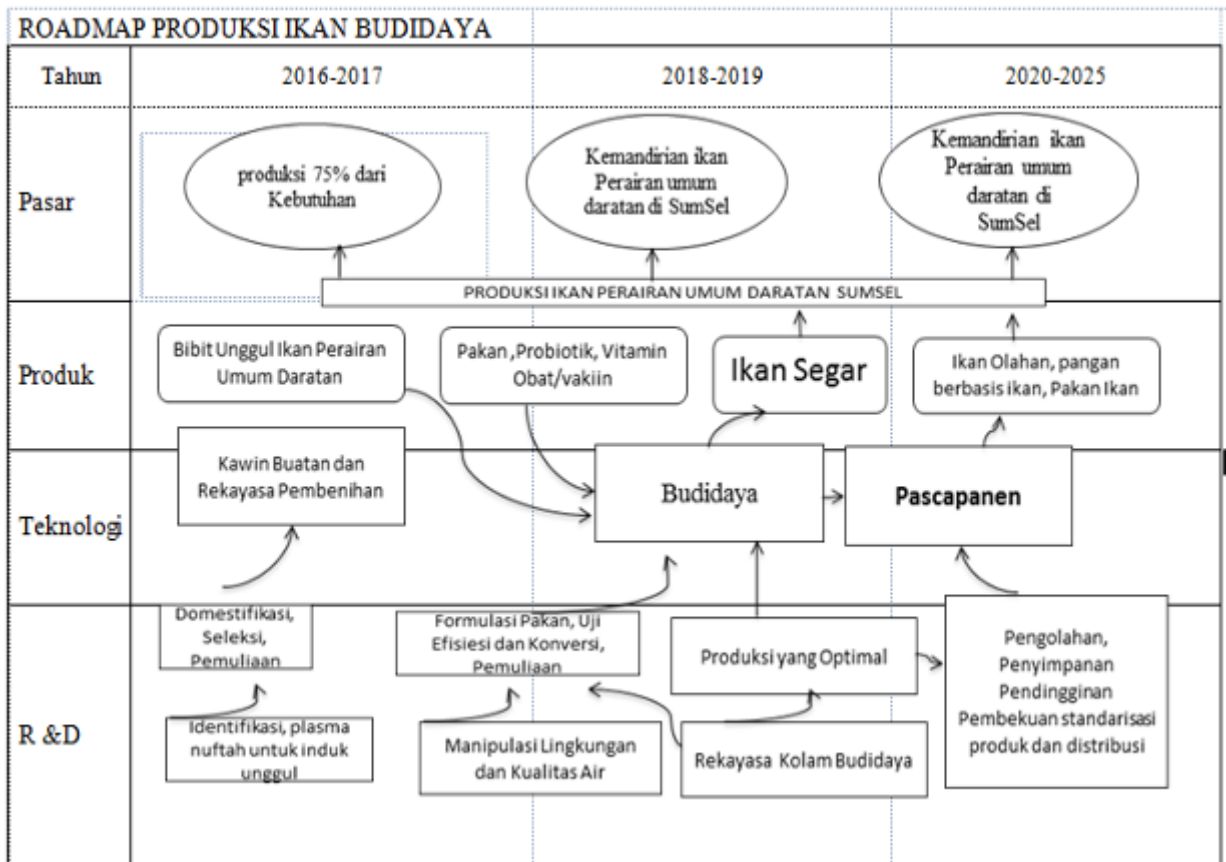 ROADMAP PRODUKSI IKAN BUDIDAYA
Tahun
2016-2017
2018-2019
2020-2025
Pasar
produksi 75% dari
Kebutuhan
Kemandirian ikan
Perairan umum
daratan di SumSel
Kemandirian ikan
Perairan umum
daratan di
SumSel
PRODUKSI IKAN PERAIRAN UMUM DARATAN SUMSEL
Produk
Bibit Unggul Ikan Perairan
Umum Daratan
Pakan ,Probiotik, Vitamin
Obat/vakiin
Ikan Segar
Ikan Olahan, pangan
berbasis ikan, Pakan Ikan
Teknologi
Kawin Buatan dan
Rekayasa Pembenihan
Budidaya
Pascapanen
R &D
Domestifikasi,
Seleksi,
Pemuliaan
Formulasi Pakan, Uji
Efisiesi dan Konversi,
Pemuliaan
Produksi yang Optimal
Pengolahan,
Penyimpanan
Pendingginan
Pembekuan standarisasi
produk dan distribusi
Identifikasi, plasma
nuftah untuk induk
unggul
Manipulasi Lingkungan
dan Kualitas Air
Rekayasa Kolam Budidaya